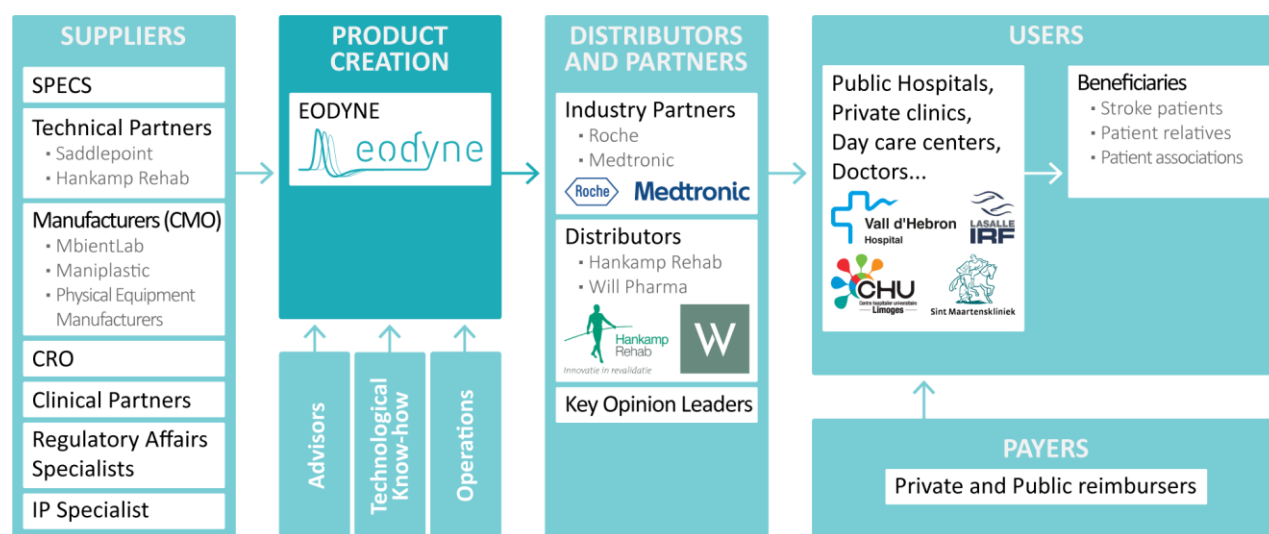 SUPPLIERS
SPECS
Technical Partners
▪ Saddlepoint
▪ Hankamp Rehab
Manufacturers (CMO)
▪ MbientLab
▪ Maniplastic
▪ Physical Equipment
Manufacturers
CRO
Clinical Partners
Regulatory Affairs
Specialists
IP Specialist
PRODUCT
CREATION
EODYNE
eodyne
Advisors
Technological
Know-how
Operations
DISTRIBUTORS
AND PARTNERS
Industry Partners
▪ Roche
▪ Medtronic
Roche
Medtronic
Distributors
▪ Hankamp Rehab
▪ Will Pharma
Hankamp
Rehab
Innovatie in revalidatie
W
Key Opinion Leaders
USERS
Public Hospitals,
Private clinics,
Day care centers,
Doctors...
Vall d'Hebron
Hospital
LASALLE
IRF
CHU
Centre hospitalier universitaire
Limoges
Sint Maartenskliniek
Beneficiaries
▪ Stroke patients
▪ Patient relatives
▪ Patient associations
PAYERS
Private and Public reimbursers